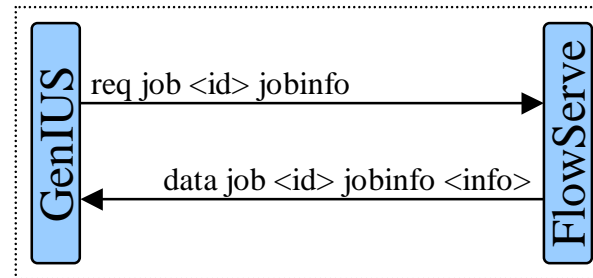 GenIUS
req job <id> jobinfo
data job <id> jobinfo <info>
FlowServe